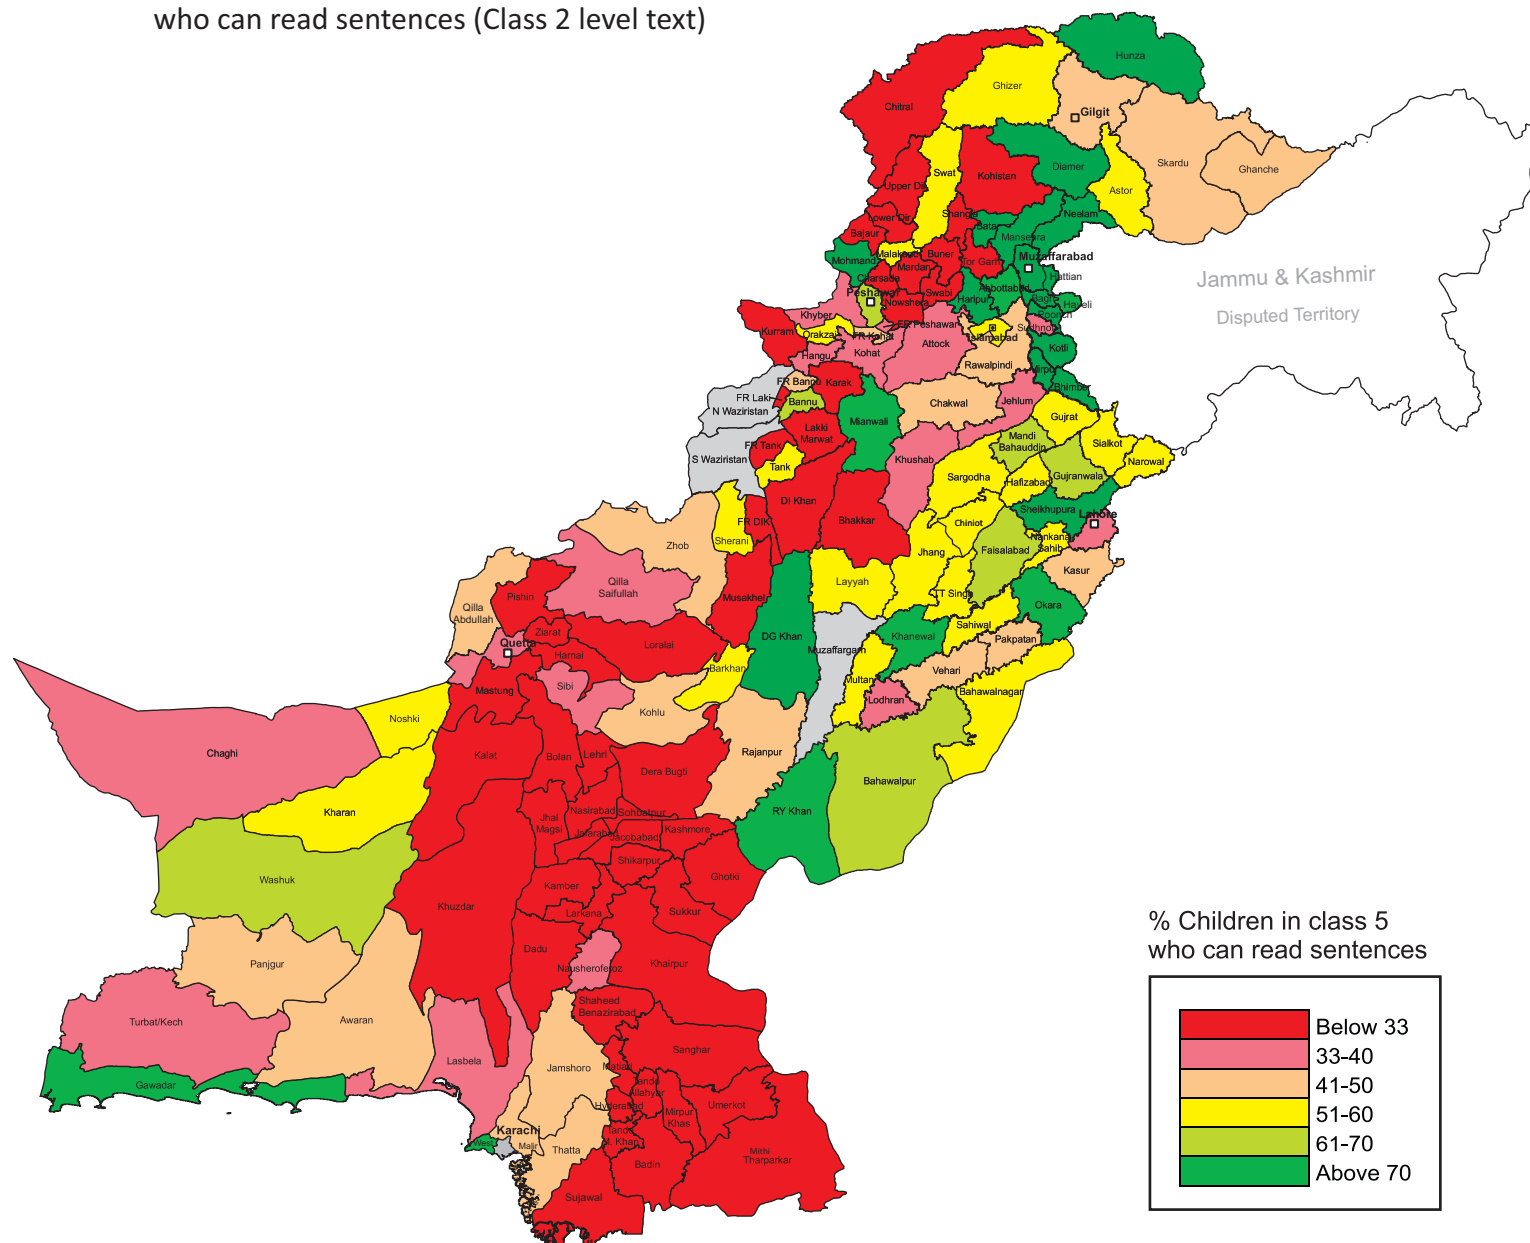 who can read sentences (Class 2 level text)
Hunza
Ghizer
Chitral
Gilgit
Skardu
Ghanche
Diamer
Astor
Swat
Kohistan
Upper Dir
Lower Dir
Shangla
Neelam
Bajaur
Mansehra
Mohmand
Malakand
Buner
Tor Garh
Muzaffarabad
Hattian
Mardan
Charsada
Peshawar
Nowshera
Swabi
Haripur
Abbottabad
Bagh
Haveli
Poonch
Sudhnoti
Jammu & Kashmir
Disputed Territory
Khyber
Kurram
Orakzai
FR Peshawar
FR Kohat
Attock
Islamabad
Kotli
Hangu
Kohat
Rawalpindi
Mirpur
Bhimber
FR Bannu
Karak
FR Laki
Bannu
N Waziristan
Chakwal
Jehlum
Mianwali
Lakki
Marwat
Gujrat
FR Tank
S Waziristan
Tank
Khushab
Mandi
Bahauddin
Sialkot
Narowal
Sargodha
Hafizabad
Gujranwala
DI Khan
Bhakkar
Sheikhupura
Lahore
FR DIK
Sherani
Chiniot
Nankana
Sahib
Zhob
Jhang
Faisalabad
Kasur
Qilla
Saifullah
Layyah
TT Singh
Okara
Pishin
Musakhel
Qilla
Abdullah
Ziarat
DG Khan
Khanewal
Sahiwal
Pakpatan
Quetta
Harnai
Loralai
Muzaffargarh
Barkhan
Multan
Vehari
Sibi
Mastung
Lodhran
Bahawalnagar
Kohlu
Noshki
Chaghi
Kalat
Bolan
Lehri
Dera Bugti
Rajanpur
Bahawalpur
Kharan
Jhal
Magsi
Nasirabad
Sohbatpur
RY Khan
Jafarabad
Jacobabad
Kashmore
Shikarpur
Washuk
Ghotki
Kamber
Khuzdar
Larkana
Sukkur
Dadu
Panjgur
Nausheroferoz
Khairpur
Turbat/Kech
Awaran
Shaheed
Benazirabad
Lasbela
Sanghar
Jamshoro
Matiari
Gawadar
Tando
Allahyar
Hyderabad
Mirpur
Khas
Umerkot
Karachi
West
Malir
Thatta
Tando
M. Khan
Badin
Mithi
Tharparkar
Sujawal
% Children in class 5
who can read sentences
Below 33
33-40
41-50
51-60
61-70
Above 70